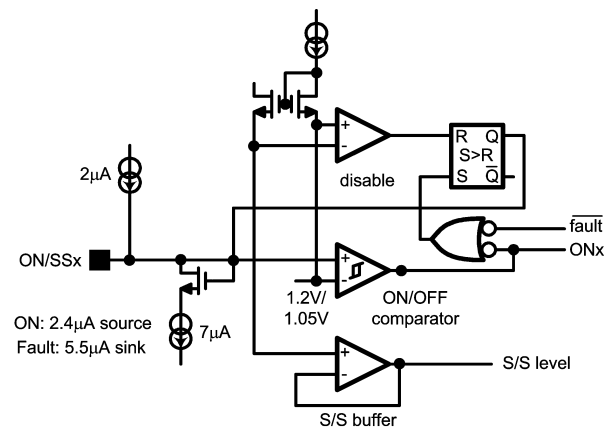 2µA
+
-
disable
R Q
S>R
S Q̅
f̅a̅u̅l̅t̅
ONx
ON/SSx
+
-
1.2V/
1.05V
ON/OFF
comparator
7µA
ON: 2.4µA source
Fault: 5.5µA sink
+
-
S/S level
S/S buffer